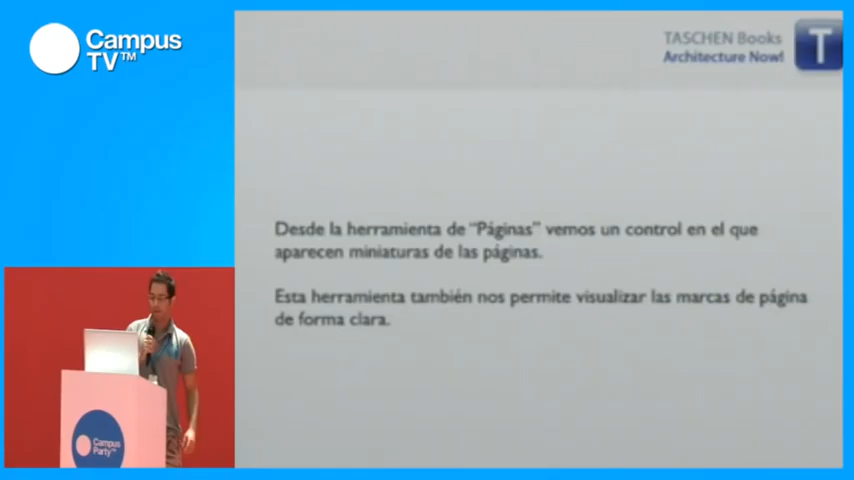 Campus
TV™
TASCHEN Books
Architecture Now!
T
Desde la herramienta de "Páginas" vemos un control en el que
aparecen miniaturas de las páginas.
Esta herramienta también nos permite visualizar las marcas de página
de forma clara.
Campus
Party™